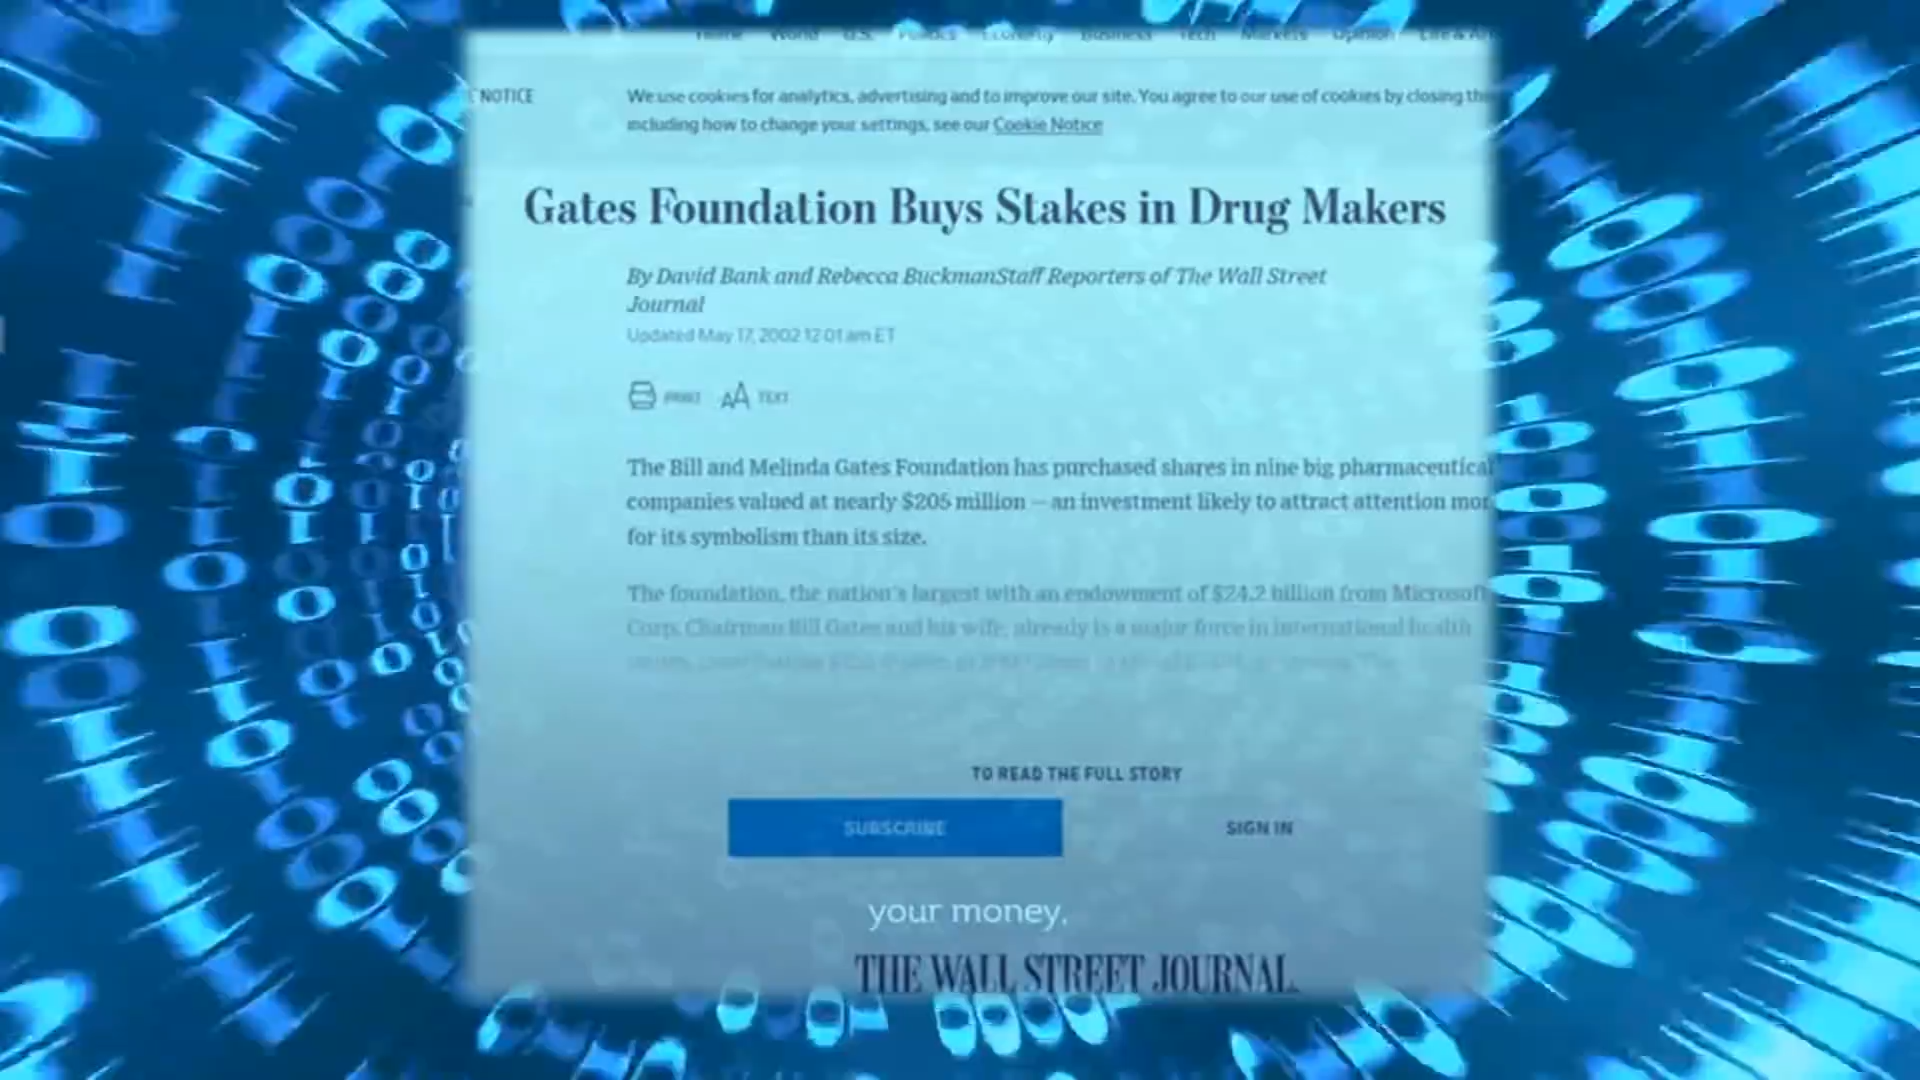 Home World U.S. Politics Economy Business Tech Markets Opinion Life & Art
NOTICE
We use cookies for analytics, advertising and to improve our site. You agree to our use of cookies by closing
including how to change your settings, see our Cookie Notice
Gates Foundation Buys Stakes in Drug Makers
By David Bank and Rebecca BuckmanStaff Reporters of The Wall Street
Journal
Updated May 17, 2002 12:01 am ET
PRINT TEXT
The Bill and Melinda Gates Foundation has purchased shares in nine big pharmaceutical
companies valued at nearly $205 million — an investment likely to attract attention mor
for its symbolism than its size.
The foundation, the nation's largest with an endowment of $24.2 billion from Microsoft
Corp. Chairman Bill Gates and his wife, already is a major force in international health
TO READ THE FULL STORY
SUBSCRIBE
SIGN IN
your money,
THE WALL STREET JOURNAL.